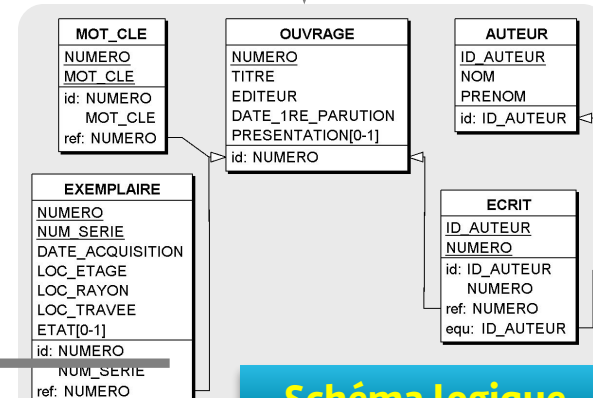 MOT_CLE
NUMERO
MOT_CLE
id: NUMERO
MOT_CLE
ref: NUMERO
OUVRAGE
NUMERO
TITRE
EDITEUR
DATE_1RE_PARUTION
PRESENTATION[0-1]
id: NUMERO
AUTEUR
ID_AUTEUR
NOM
PRENOM
id: ID_AUTEUR
EXEMPLAIRE
NUMERO
NUM_SERIE
DATE_ACQUISITION
LOC_ETAGE
LOC_RAYON
LOC_TRAVEE
ETAT[0-1]
id: NUMERO
NUM_SERIE
ref: NUMERO
ECRIT
ID_AUTEUR
NUMERO
id: ID_AUTEUR
NUMERO
ref: NUMERO
equ: ID_AUTEUR
Schéma logique